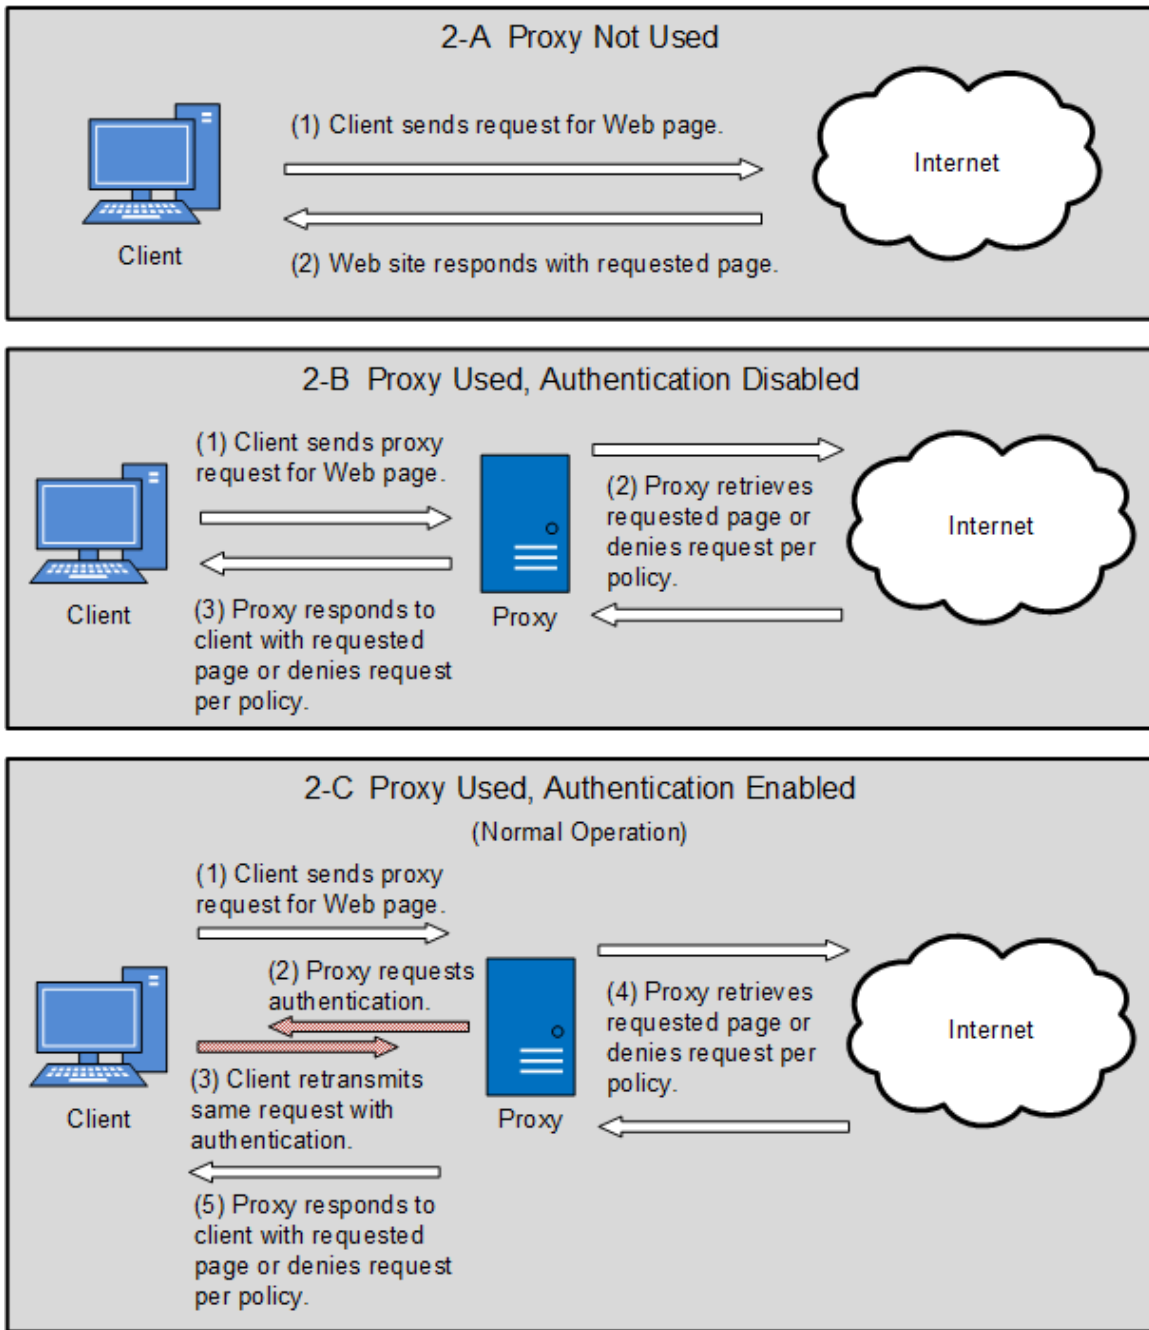 2-A Proxy Not Used
(1) Client sends request for Web page.
Internet
Client
(2) Web site responds with requested page.
2-B Proxy Used, Authentication Disabled
(1) Client sends proxy
request for Web page.
(2) Proxy retrieves
requested page or
denies request per
policy.
Internet
Client
Proxy
(3) Proxy responds to
client with requested
page or denies request
per policy.
2-C Proxy Used, Authentication Enabled
(Normal Operation)
(1) Client sends proxy
request for Web page.
(2) Proxy requests
authentication.
(4) Proxy retrieves
requested page or
denies request per
policy.
Internet
Client
(3) Client retransmits
same request with
authentication.
Proxy
(5) Proxy responds to
client with requested
page or denies request
per policy.